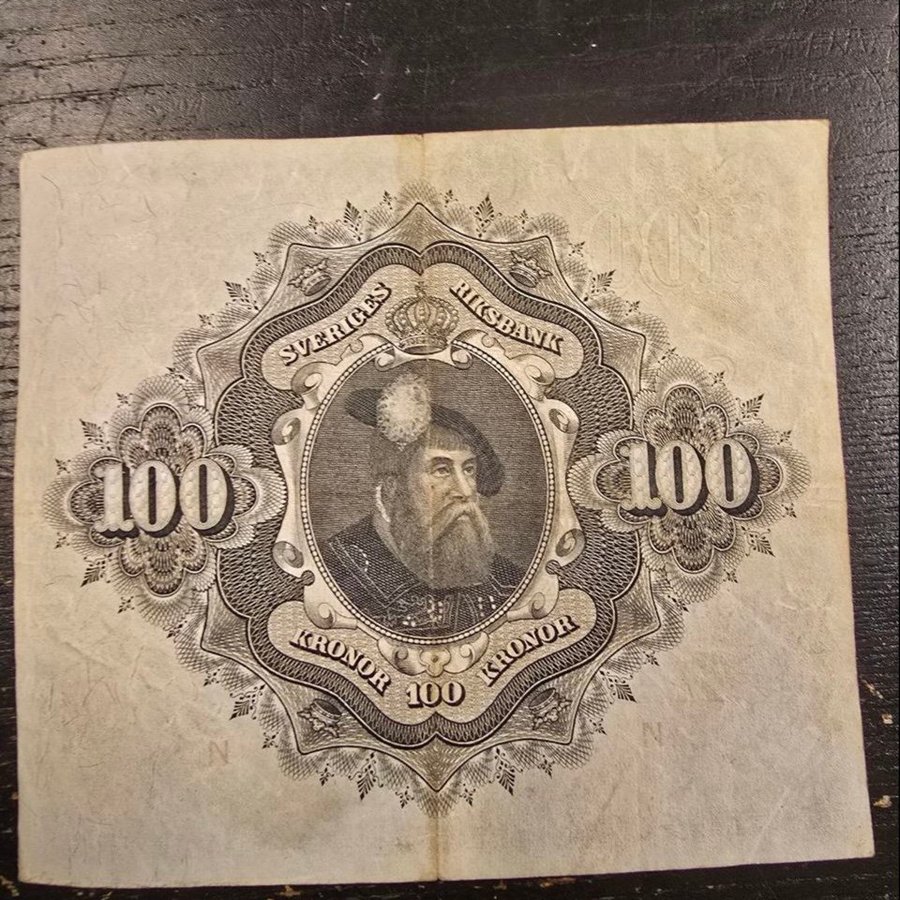 SVERIGES RIKSBANK
100 100
KRONOR 100 KRONOR
N N